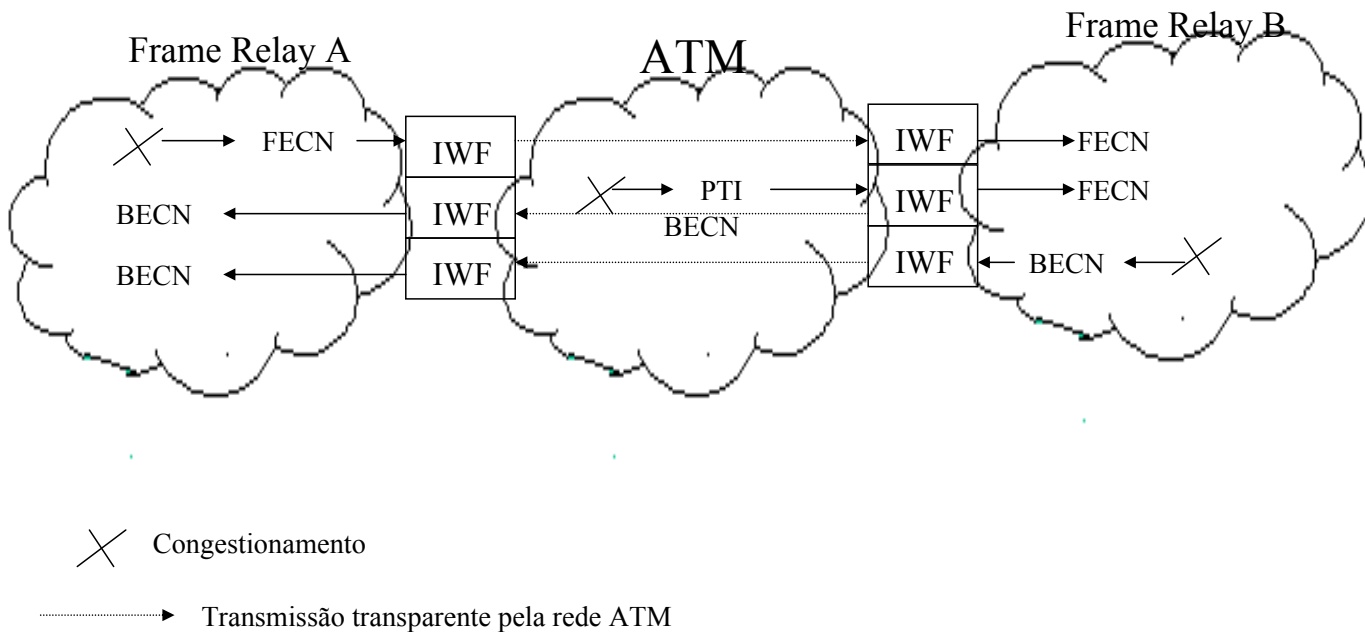 Frame Relay A
ATM
Frame Relay B
FECN
IWF
IWF
FECN
BECN
IWF
PTI
BECN
IWF
FECN
BECN
IWF
IWF
BECN
Congestionamento
Transmissão transparente pela rede ATM